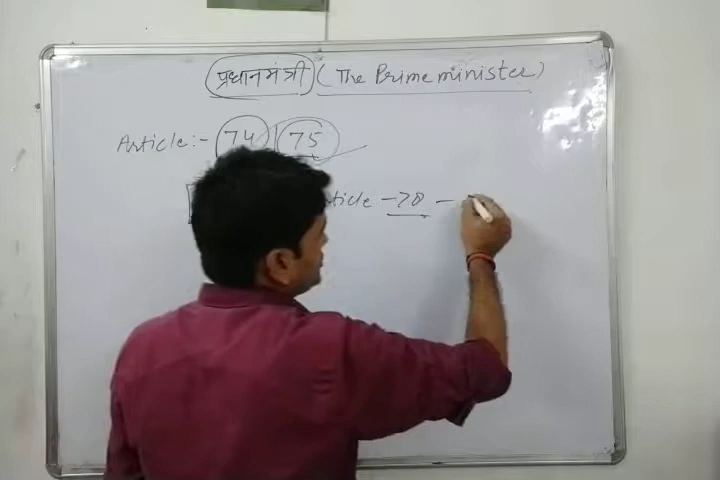 प्रधानमंत्री (The Prime minister)
Article:- 74 75
ticle - 78 -